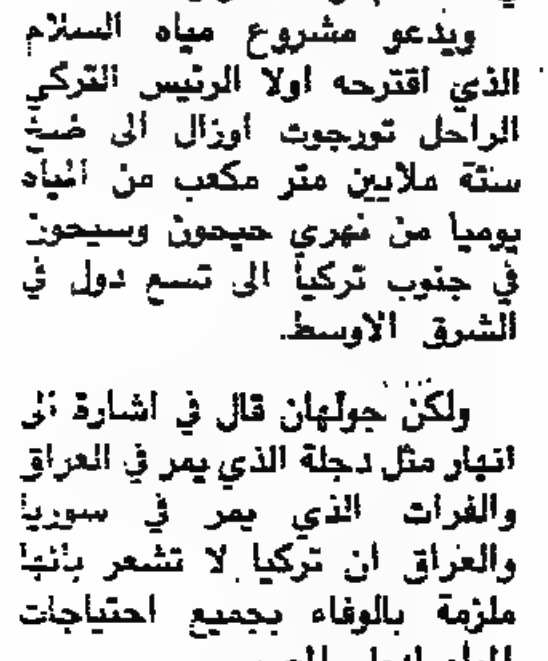 ويدعو مشروع مياه السلام
الذي اقترحه اولا الرئيس التركي
الراحل تورجوت اوزال الى ضخ
ستة ملايين متر مكعب من المياه
يوميا من نهري جيحون وسيحون
في جنوب تركيا الى تسع دول في
الشرق الاوسط.
ولكن جولهان قال في اشارة الى
انهار مثل دجلة الذي يمر في العراق
والفرات الذي يمر في سوريا
والعراق ان تركيا لا تشعر بانها
ملزمة بالوفاء بجميع احتياجات